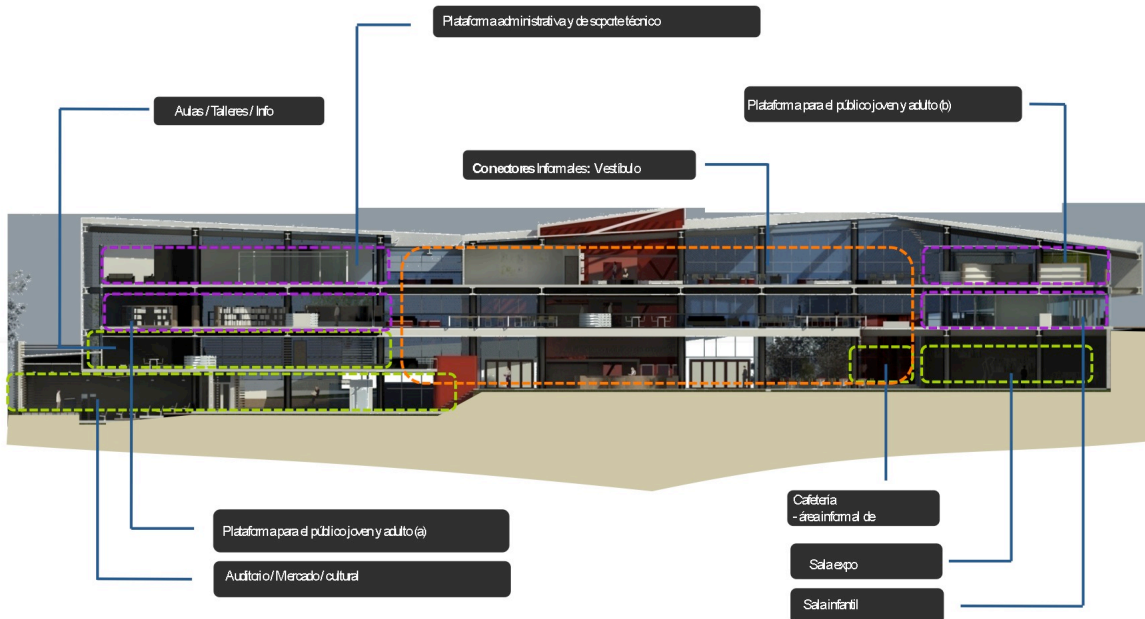 Plataforma administrativa y de soporte técnico
Aulas / Talleres / Info
Plataforma para el público joven y adulto (b)
Conectores Informales: Vestíbulo
Plataforma para el público joven y adulto (a)
Auditorio / Mercado / cultural
Cafetería
- área informal de
Sala expo
Sala infantil